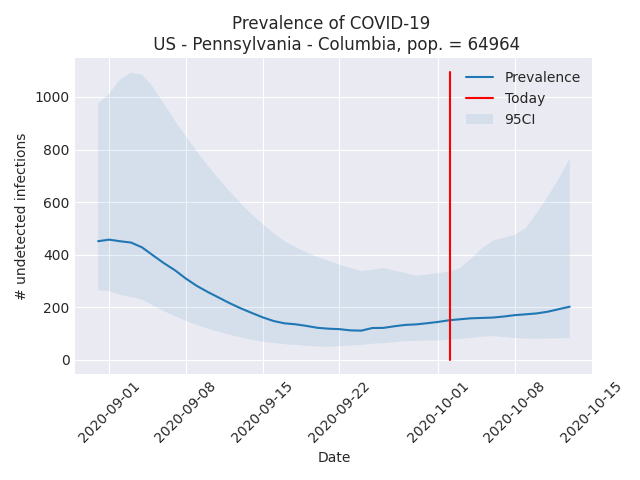 Prevalence of COVID-19
US - Pennsylvania - Columbia, pop. = 64964
Prevalence
Today
95CI
# undetected infections
1000
800
600
400
200
0
2020-09-01
2020-09-08
2020-09-15
2020-09-22
2020-10-01
2020-10-08
2020-10-15
Date